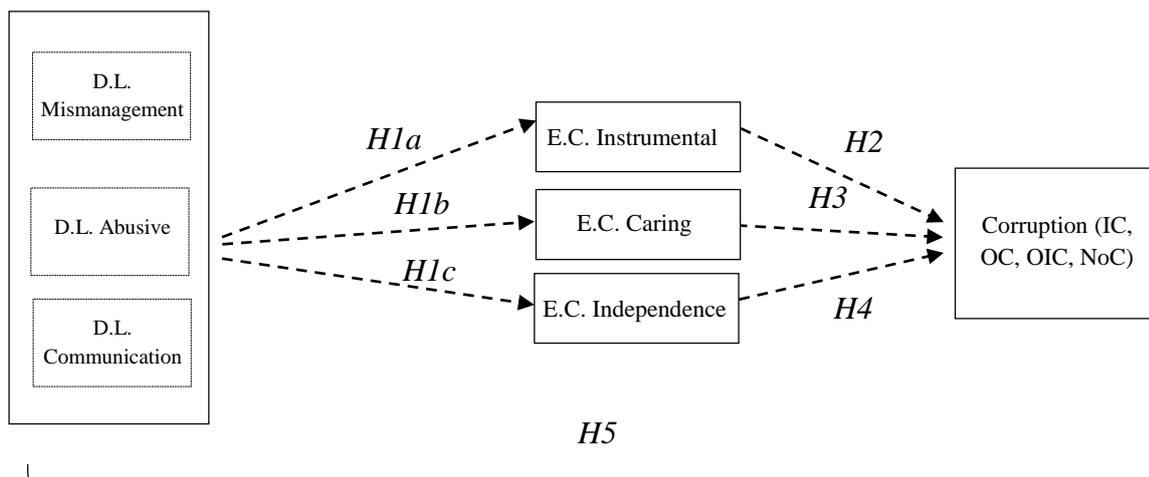 D.L.
Mismanagement
D.L. Abusive
D.L.
Communication
H1a
H1b
H1c
E.C. Instrumental
E.C. Caring
E.C. Independence
H2
H3
H4
Corruption (IC,
OC, OIC, NoC)
H5